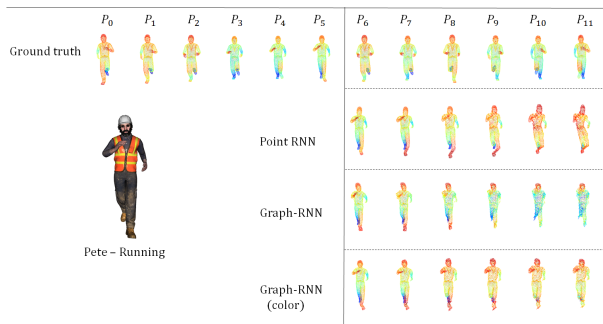 P0 P1 P2 P3 P4 P5 P6 P7 P8 P9 P10 P11
Ground truth
Point RNN
Graph-RNN
Pete – Running
Graph-RNN
(color)